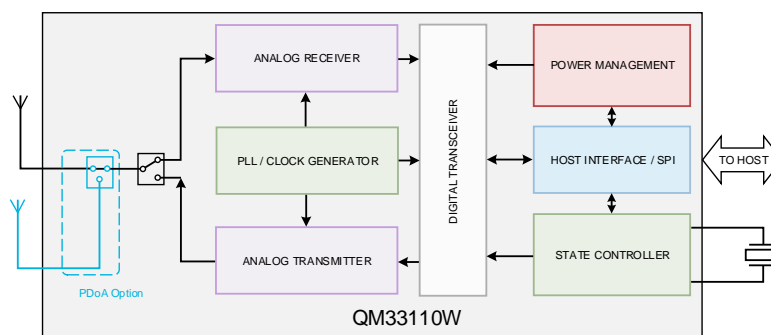 ANALOG RECEIVER
POWER MANAGEMENT
PLL / CLOCK GENERATOR
DIGITAL TRANSCEIVER
HOST INTERFACE / SPI
TO HOST
ANALOG TRANSMITTER
STATE CONTROLLER
PDoA Option
QM33110W